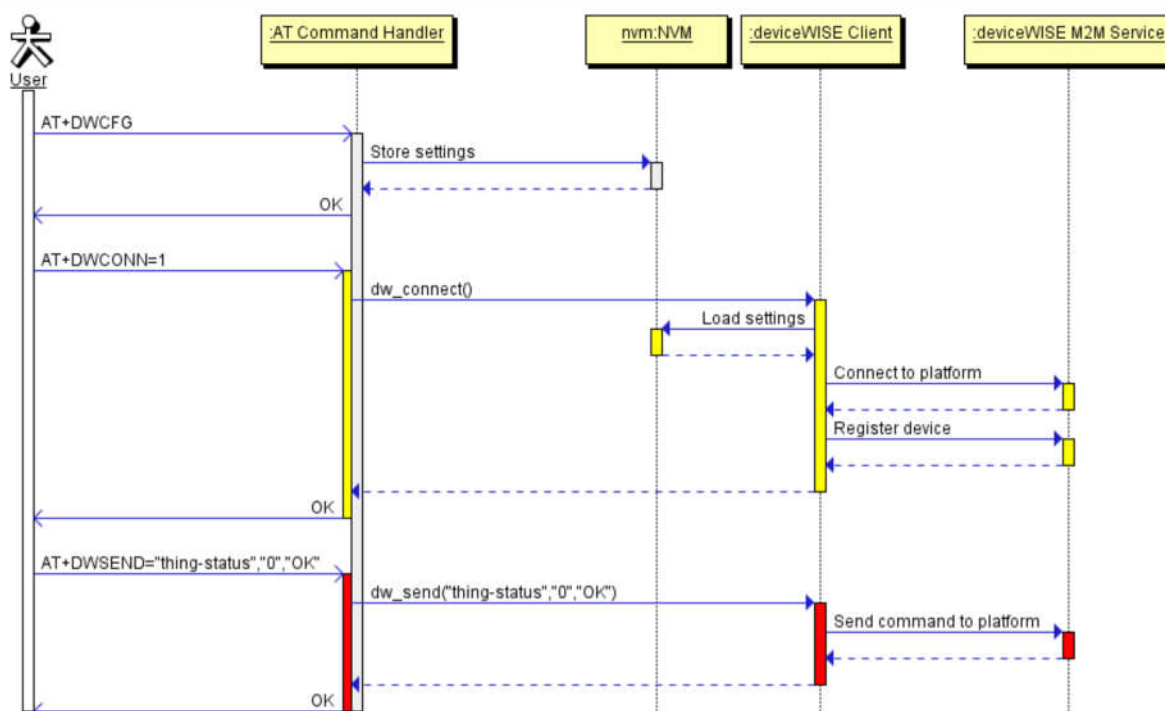 :AT Command Handler
nvm:NVM
:deviceWISE Client
:deviceWISE M2M Service
User
AT+DWCFG
Store settings
OK
AT+DWCONN=1
dw_connect()
Load settings
Connect to platform
Register device
OK
AT+DWSEND="thing-status","0","OK"
dw_send("thing-status","0","OK")
Send command to platform
OK